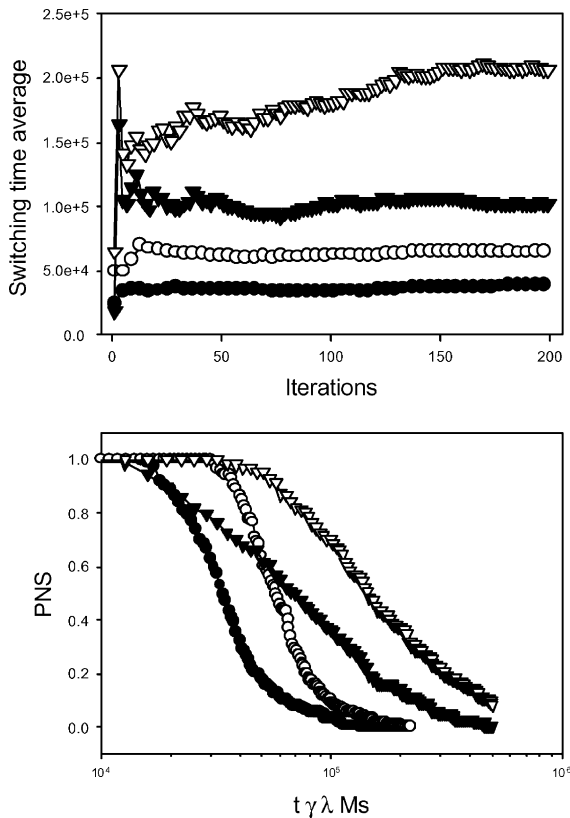 2.5e+5
2.0e+5
1.5e+5
1.0e+5
5.0e+4
0.0
Switching time average
0 50 100 150 200
Iterations
1.0
0.8
0.6
0.4
0.2
0.0
PNS
10⁴ 10⁵ 10⁶
t γ λ Ms